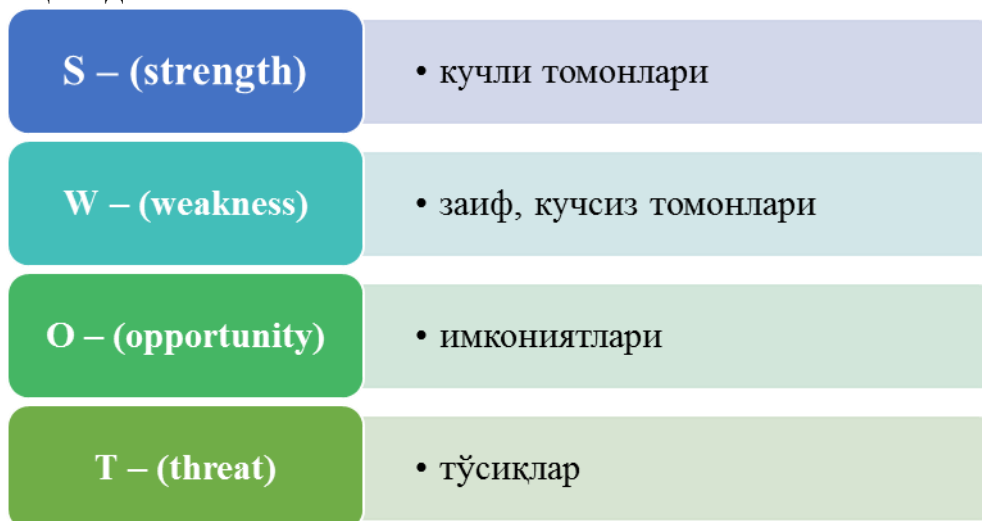 S – (strength)
• кучли томонлари
W – (weakness)
• заиф, кучсиз томонлари
O – (opportunity)
• имкониятлари
T – (threat)
• тўсиқлар